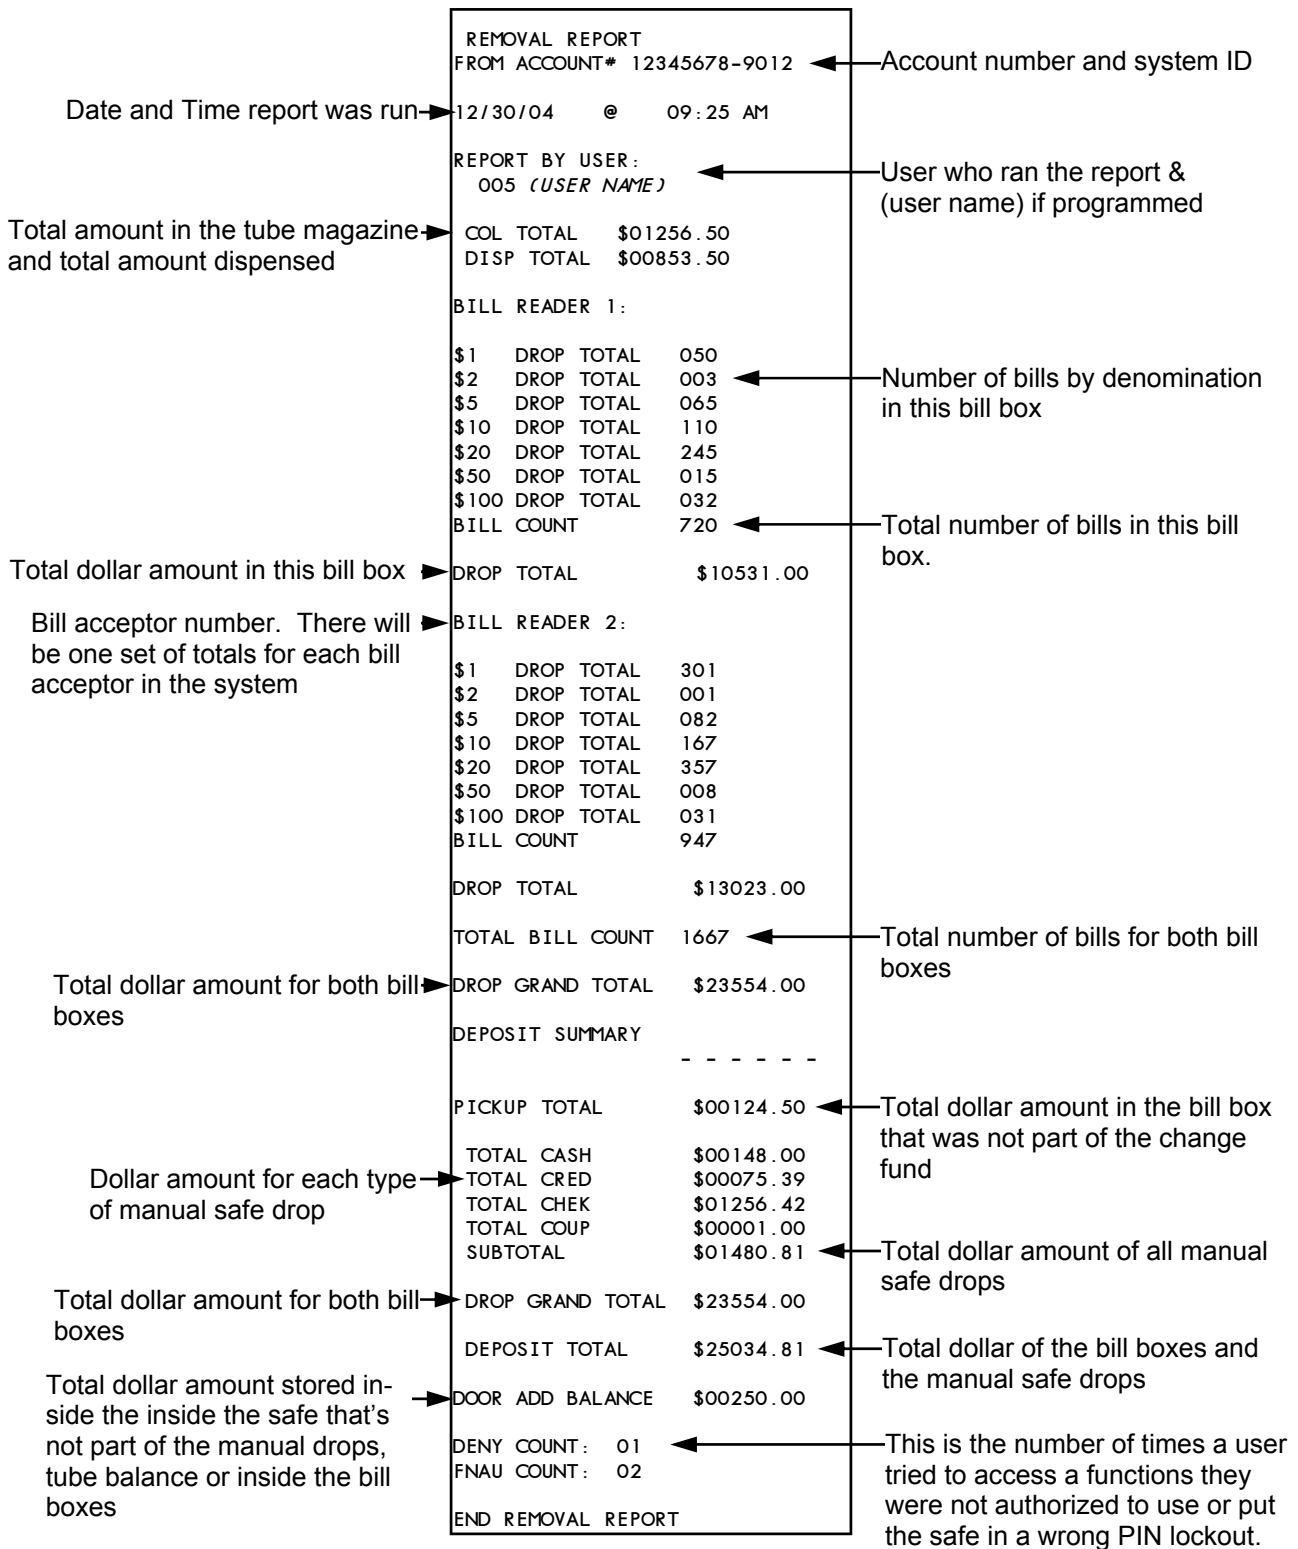 REMOVAL REPORT
FROM ACCOUNT# 12345678-9012
Account number and system ID
Date and Time report was run
12/30/04 @ 09:25 AM
REPORT BY USER:
005 (USER NAME)
User who ran the report &
(user name) if programmed
Total amount in the tube magazine
and total amount dispensed
COL TOTAL $01256.50
DISP TOTAL $00853.50
BILL READER 1:
$1 DROP TOTAL 050
$2 DROP TOTAL 003
$5 DROP TOTAL 065
$10 DROP TOTAL 110
$20 DROP TOTAL 245
$50 DROP TOTAL 015
$100 DROP TOTAL 032
BILL COUNT 720
Number of bills by denomination
in this bill box
Total number of bills in this bill
box.
Total dollar amount in this bill box
DROP TOTAL $10531.00
Bill acceptor number. There will
be one set of totals for each bill
acceptor in the system
BILL READER 2:
$1 DROP TOTAL 301
$2 DROP TOTAL 001
$5 DROP TOTAL 082
$10 DROP TOTAL 167
$20 DROP TOTAL 357
$50 DROP TOTAL 008
$100 DROP TOTAL 031
BILL COUNT 947
DROP TOTAL $13023.00
TOTAL BILL COUNT 1667
Total number of bills for both bill
boxes
Total dollar amount for both bill
boxes
DROP GRAND TOTAL $23554.00
DEPOSIT SUMMARY
- - - - - -
PICKUP TOTAL $00124.50
Total dollar amount in the bill box
that was not part of the change
fund
Dollar amount for each type
of manual safe drop
TOTAL CASH $00148.00
TOTAL CRED $00075.39
TOTAL CHEK $01256.42
TOTAL COUP $00001.00
SUBTOTAL $01480.81
Total dollar amount of all manual
safe drops
Total dollar amount for both bill
boxes
DROP GRAND TOTAL $23554.00
DEPOSIT TOTAL $25034.81
Total dollar of the bill boxes and
the manual safe drops
Total dollar amount stored in-
side the inside the safe that's
not part of the manual drops,
tube balance or inside the bill
boxes
DOOR ADD BALANCE $00250.00
DENY COUNT: 01
FNAU COUNT: 02
This is the number of times a user
tried to access a functions they
were not authorized to use or put
the safe in a wrong PIN lockout.
END REMOVAL REPORT